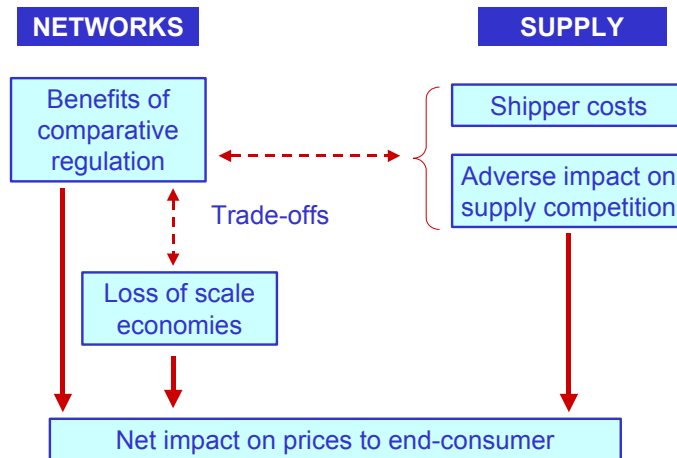 NETWORKS
SUPPLY
Benefits of
comparative
regulation
Shipper costs
Adverse impact on
supply competition
Trade-offs
Loss of scale
economies
Net impact on prices to end-consumer